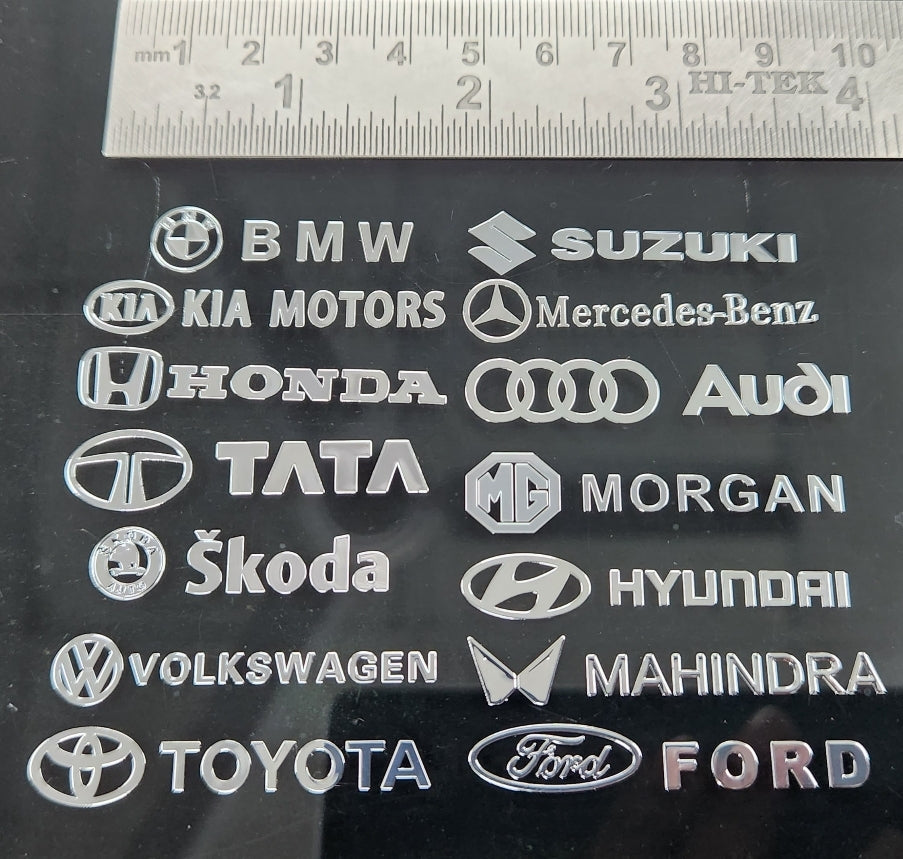 mm 1 2 3 4 5 6 7 8 9 10
3.2 1 2 3 HI-TEK 4
BMW
SUZUKI
KIA KIA MOTORS
Mercedes-Benz
HONDA
Audi
TATA
MG MORGAN
Škoda
HYUNDAI
VOLKSWAGEN
MAHINDRA
TOYOTA
Ford FORD